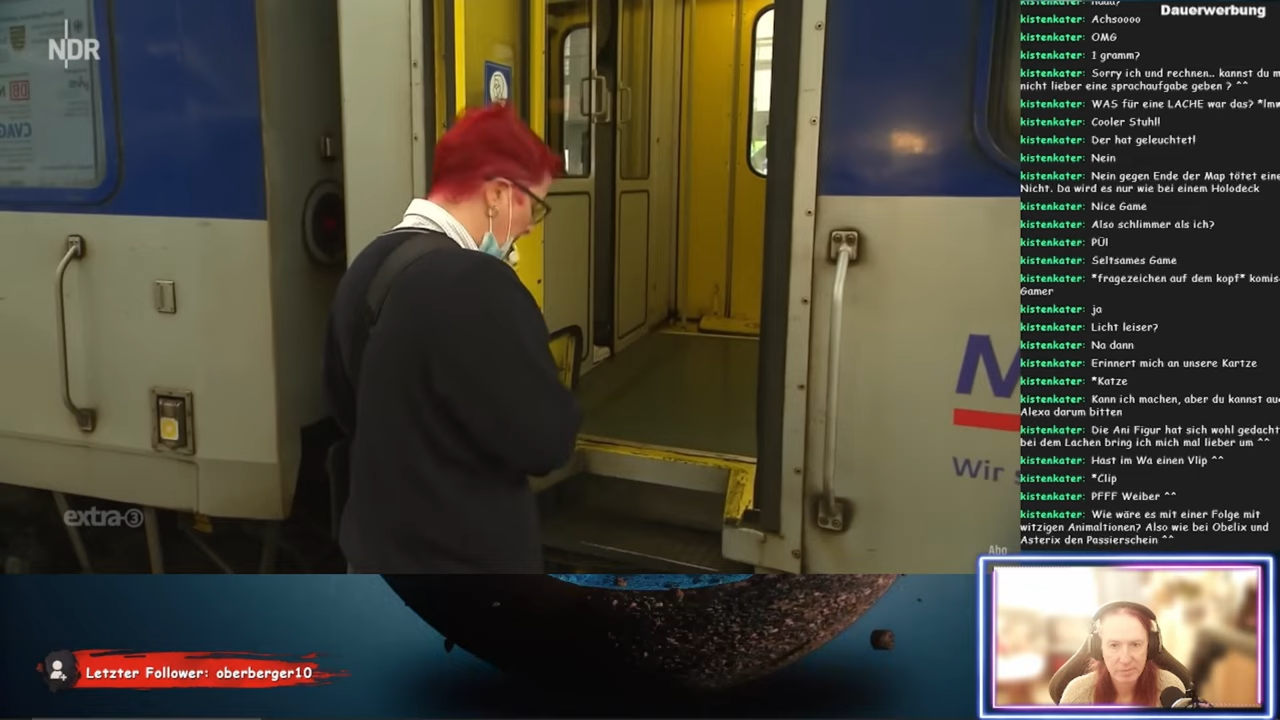 NDR
DB
CVAG
M
Wir
extra-3
Abo
Dauerwerbung
kistenkater: Achsoooo
kistenkater: OMG
kistenkater: 1 gramm?
kistenkater: Sorry ich und rechnen.. kannst du m
nicht lieber eine sprachaufgabe geben ? ^^
kistenkater: WAS für eine LACHE war das? *lmw
kistenkater: Cooler Stuhl!
kistenkater: Der hat geleuchtet!
kistenkater: Nein
kistenkater: Nein gegen Ende der Map tötet eine
Nicht. Da wird es nur wie bei einem Holodeck
kistenkater: Nice Game
kistenkater: Also schlimmer als ich?
kistenkater: PÜ!
kistenkater: Seltsames Game
kistenkater: *fragezeichen auf dem kopf* komis
Gamer
kistenkater: ja
kistenkater: Licht leiser?
kistenkater: Na dann
kistenkater: Erinnert mich an unsere Kartze
kistenkater: *Katze
kistenkater: Kann ich machen, aber du kannst au
Alexa darum bitten
kistenkater: Die Ani Figur hat sich wohl gedacht
bei dem Lachen bring ich mich mal lieber um ^^
kistenkater: Hast im Wa einen Vlip ^^
kistenkater: *Clip
kistenkater: PFFF Weiber ^^
kistenkater: Wie wäre es mit einer Folge mit
witzigen Animaltionen? Also wie bei Obelix und
Asterix den Passierschein ^^
Letzter Follower: oberberger10